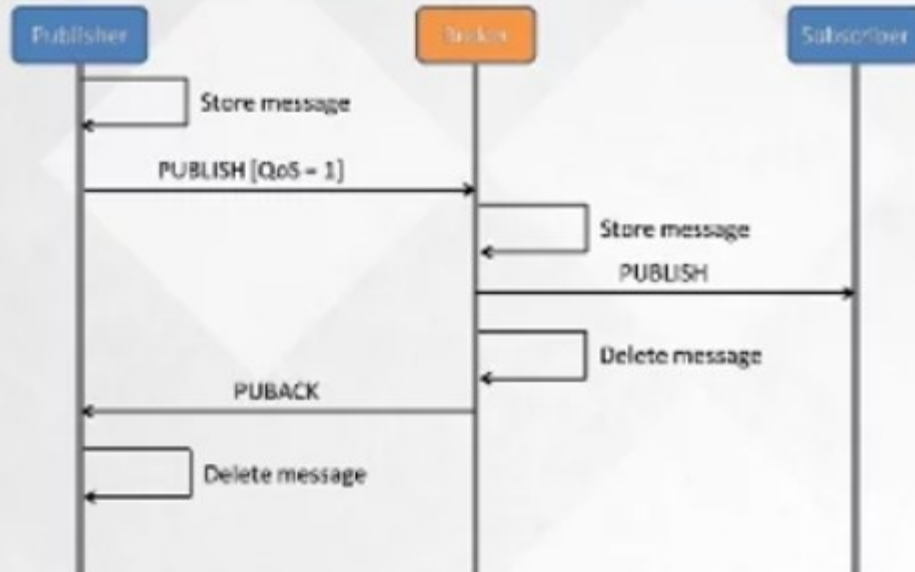 Publisher
Broker
Subscriber
Store message
PUBLISH [QoS – 1]
Store message
PUBLISH
Delete message
PUBACK
Delete message